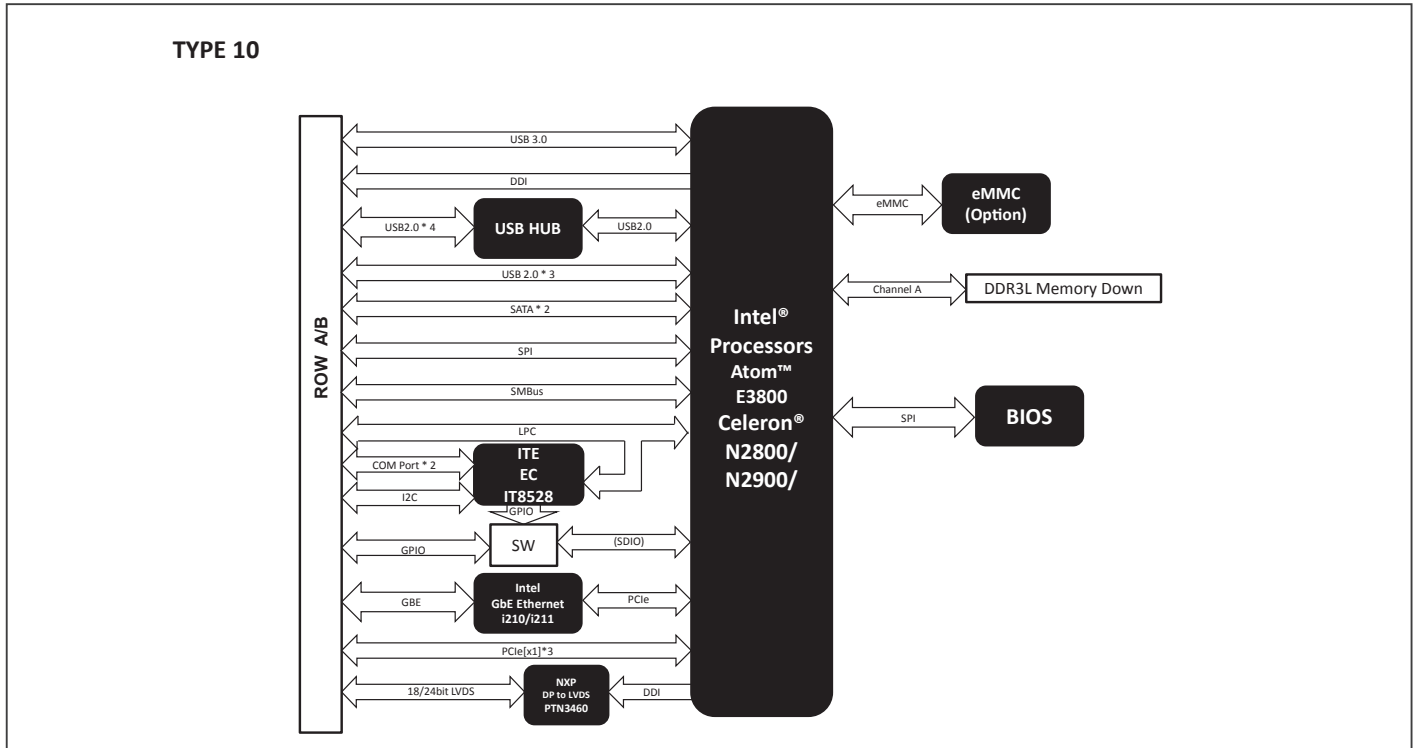 TYPE 10
ROW A/B
USB 3.0
DDI
USB2.0 * 4
USB HUB
USB2.0
USB 2.0 * 3
SATA * 2
SPI
SMBus
LPC
COM Port * 2
I2C
ITE
EC
IT8528
GPIO
GPIO
SW
(SDIO)
GBE
Intel
GbE Ethernet
i210/i211
PCIe
PCIe[x1]*3
18/24bit LVDS
NXP
DP to LVDS
PTN3460
DDI
Intel®
Processors
Atom™
E3800
Celeron®
N2800/
N2900/
eMMC
eMMC
(Option)
Channel A
DDR3L Memory Down
SPI
BIOS